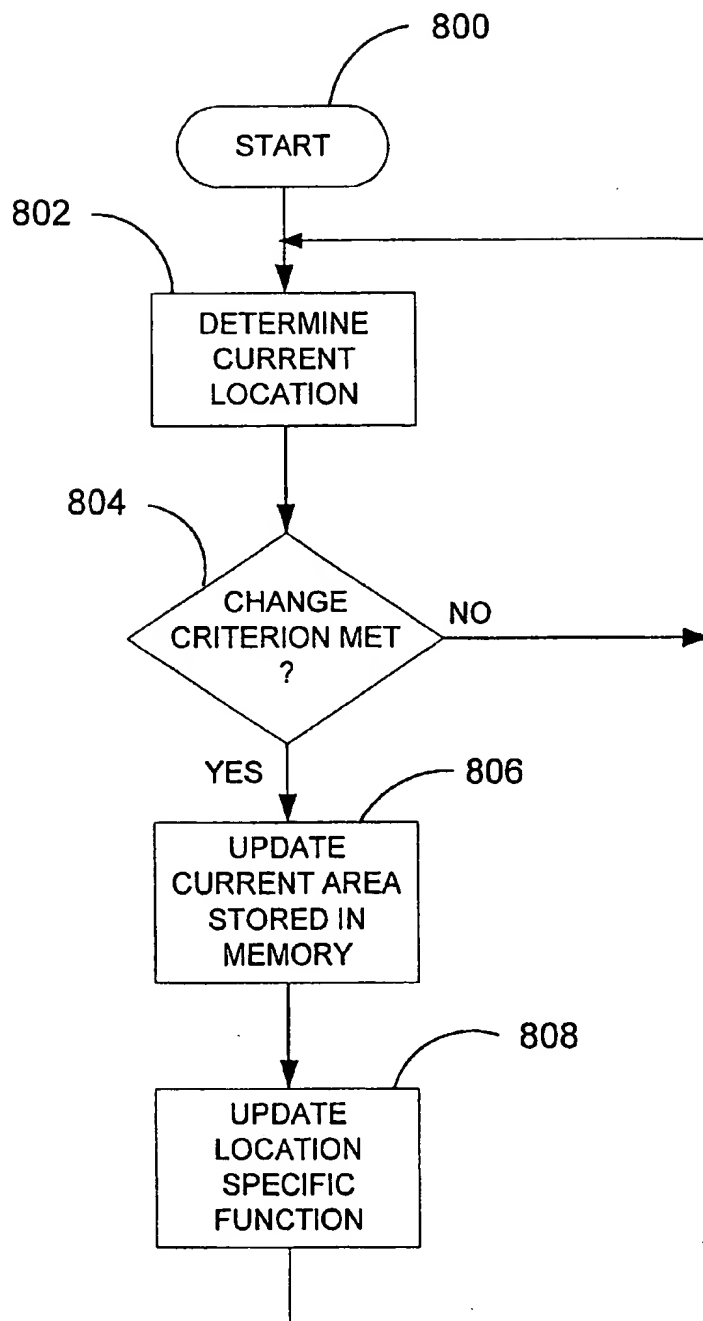 800
START
802
DETERMINE
CURRENT
LOCATION
804
CHANGE
CRITERION MET
?
NO
YES
806
UPDATE
CURRENT AREA
STORED IN
MEMORY
808
UPDATE
LOCATION
SPECIFIC
FUNCTION